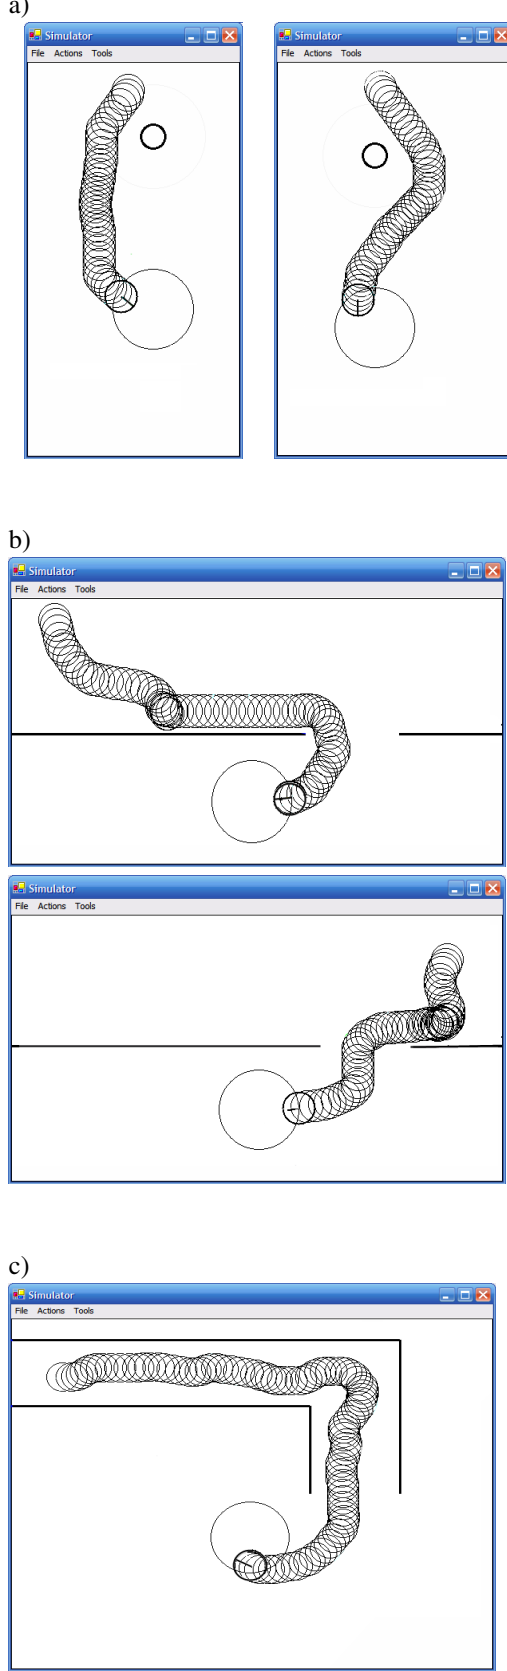 a)
Simulator
File Actions Tools
Simulator
File Actions Tools
b)
Simulator
File Actions Tools
Simulator
File Actions Tools
c)
Simulator
File Actions Tools